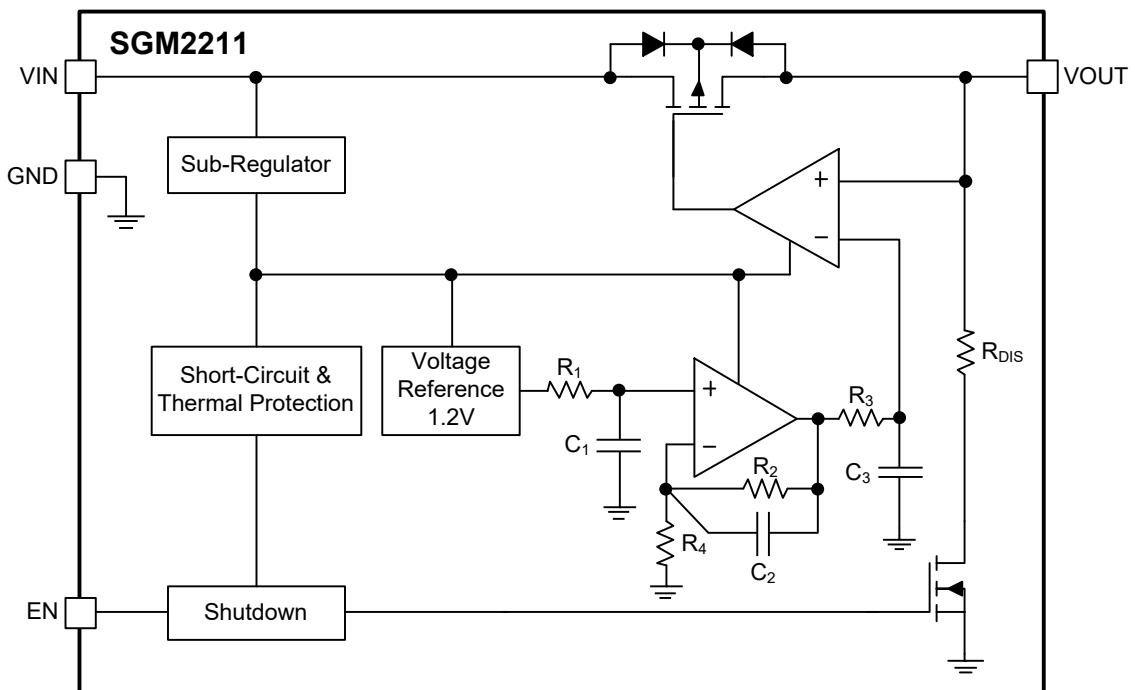 SGM2211
VIN
VOUT
Sub-Regulator
GND
+
−
Short-Circuit &
Thermal Protection
Voltage
Reference
1.2V
R1
C1
+
−
R2
C2
R4
R3
C3
RDIS
EN
Shutdown